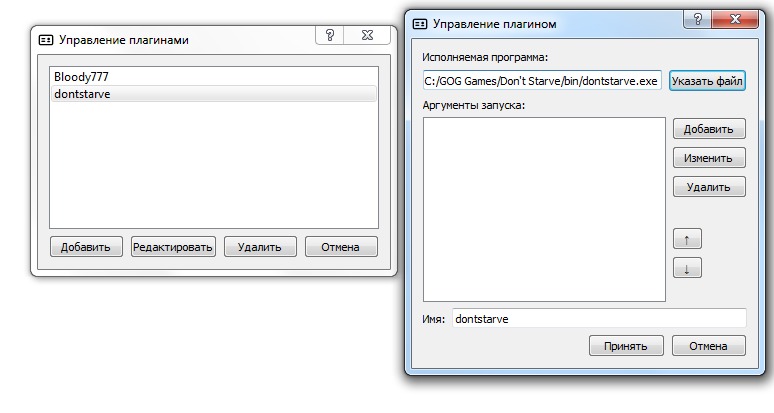 Управление плагинами
Bloody777
dontstarve
Добавить Редактировать Удалить Отмена
Управление плагином
Исполняемая программа:
C:/GOG Games/Don't Starve/bin/dontstarve.exe Указать файл
Аргументы запуска:
Добавить
Изменить
Удалить
↑
↓
Имя: dontstarve
Принять Отмена